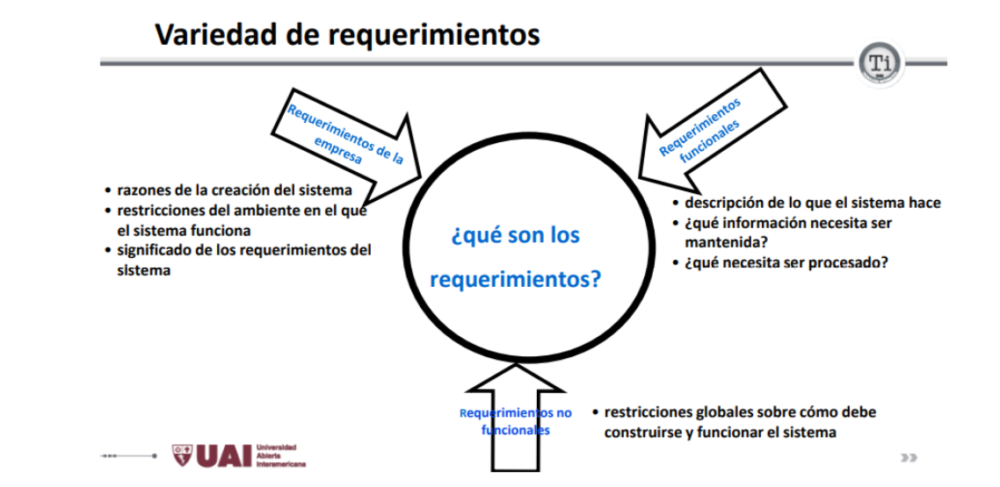 Variedad de requerimientos
Ti
UAI
Requerimientos de la
empresa
Requerimientos
funcionales
• razones de la creación del sistema
• restricciones del ambiente en el que
el sistema funciona
• significado de los requerimientos del
sistema
¿qué son los
requerimientos?
• descripción de lo que el sistema hace
• ¿qué información necesita ser
mantenida?
• ¿qué necesita ser procesado?
Requerimientos no
funcionales
• restricciones globales sobre cómo debe
construirse y funcionar el sistema
UAI
Universidad
Abierta
Interamericana